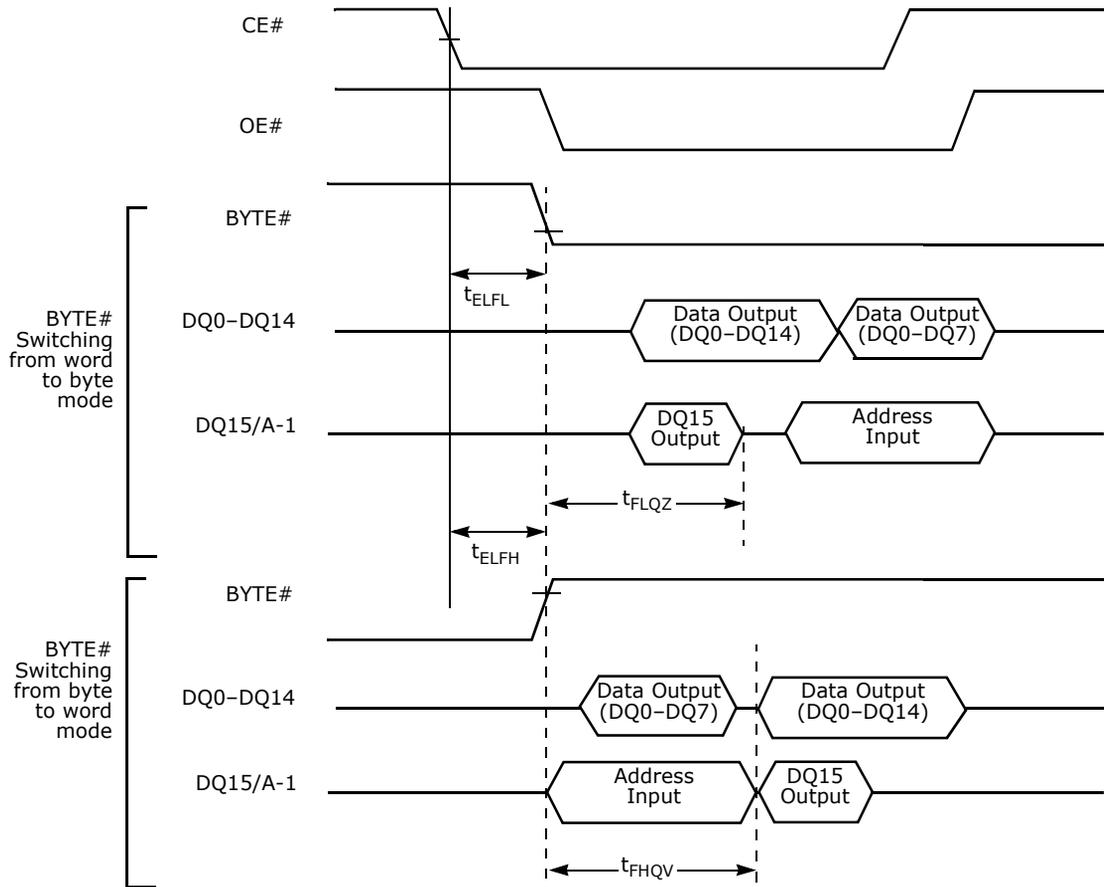 CE#
OE#
BYTE#
tELFL
BYTE#
Switching
from word
to byte
mode
DQ0–DQ14
Data Output
(DQ0–DQ14)
Data Output
(DQ0–DQ7)
DQ15/A-1
DQ15
Output
Address
Input
tFLQZ
tELFH
BYTE#
BYTE#
Switching
from byte
to word
mode
DQ0–DQ14
Data Output
(DQ0–DQ7)
Data Output
(DQ0–DQ14)
DQ15/A-1
Address
Input
DQ15
Output
tFHQV